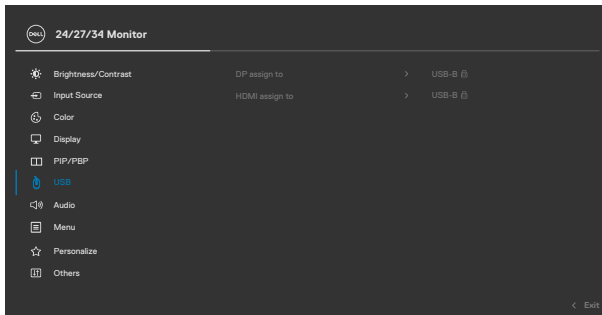 DELL 24/27/34 Monitor
Brightness/Contrast DP assign to > USB-B
Input Source HDMI assign to > USB-B
Color
Display
PIP/PBP
USB
Audio
Menu
Personalize
Others
< Exit